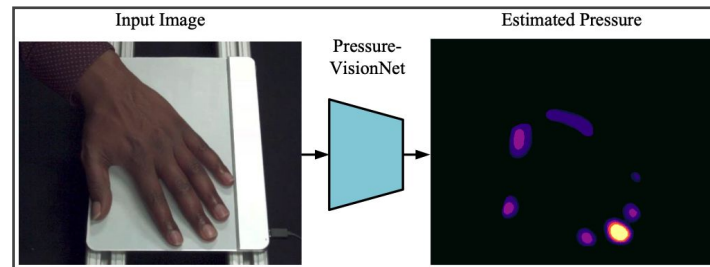 Input Image
Pressure-
VisionNet
Estimated Pressure